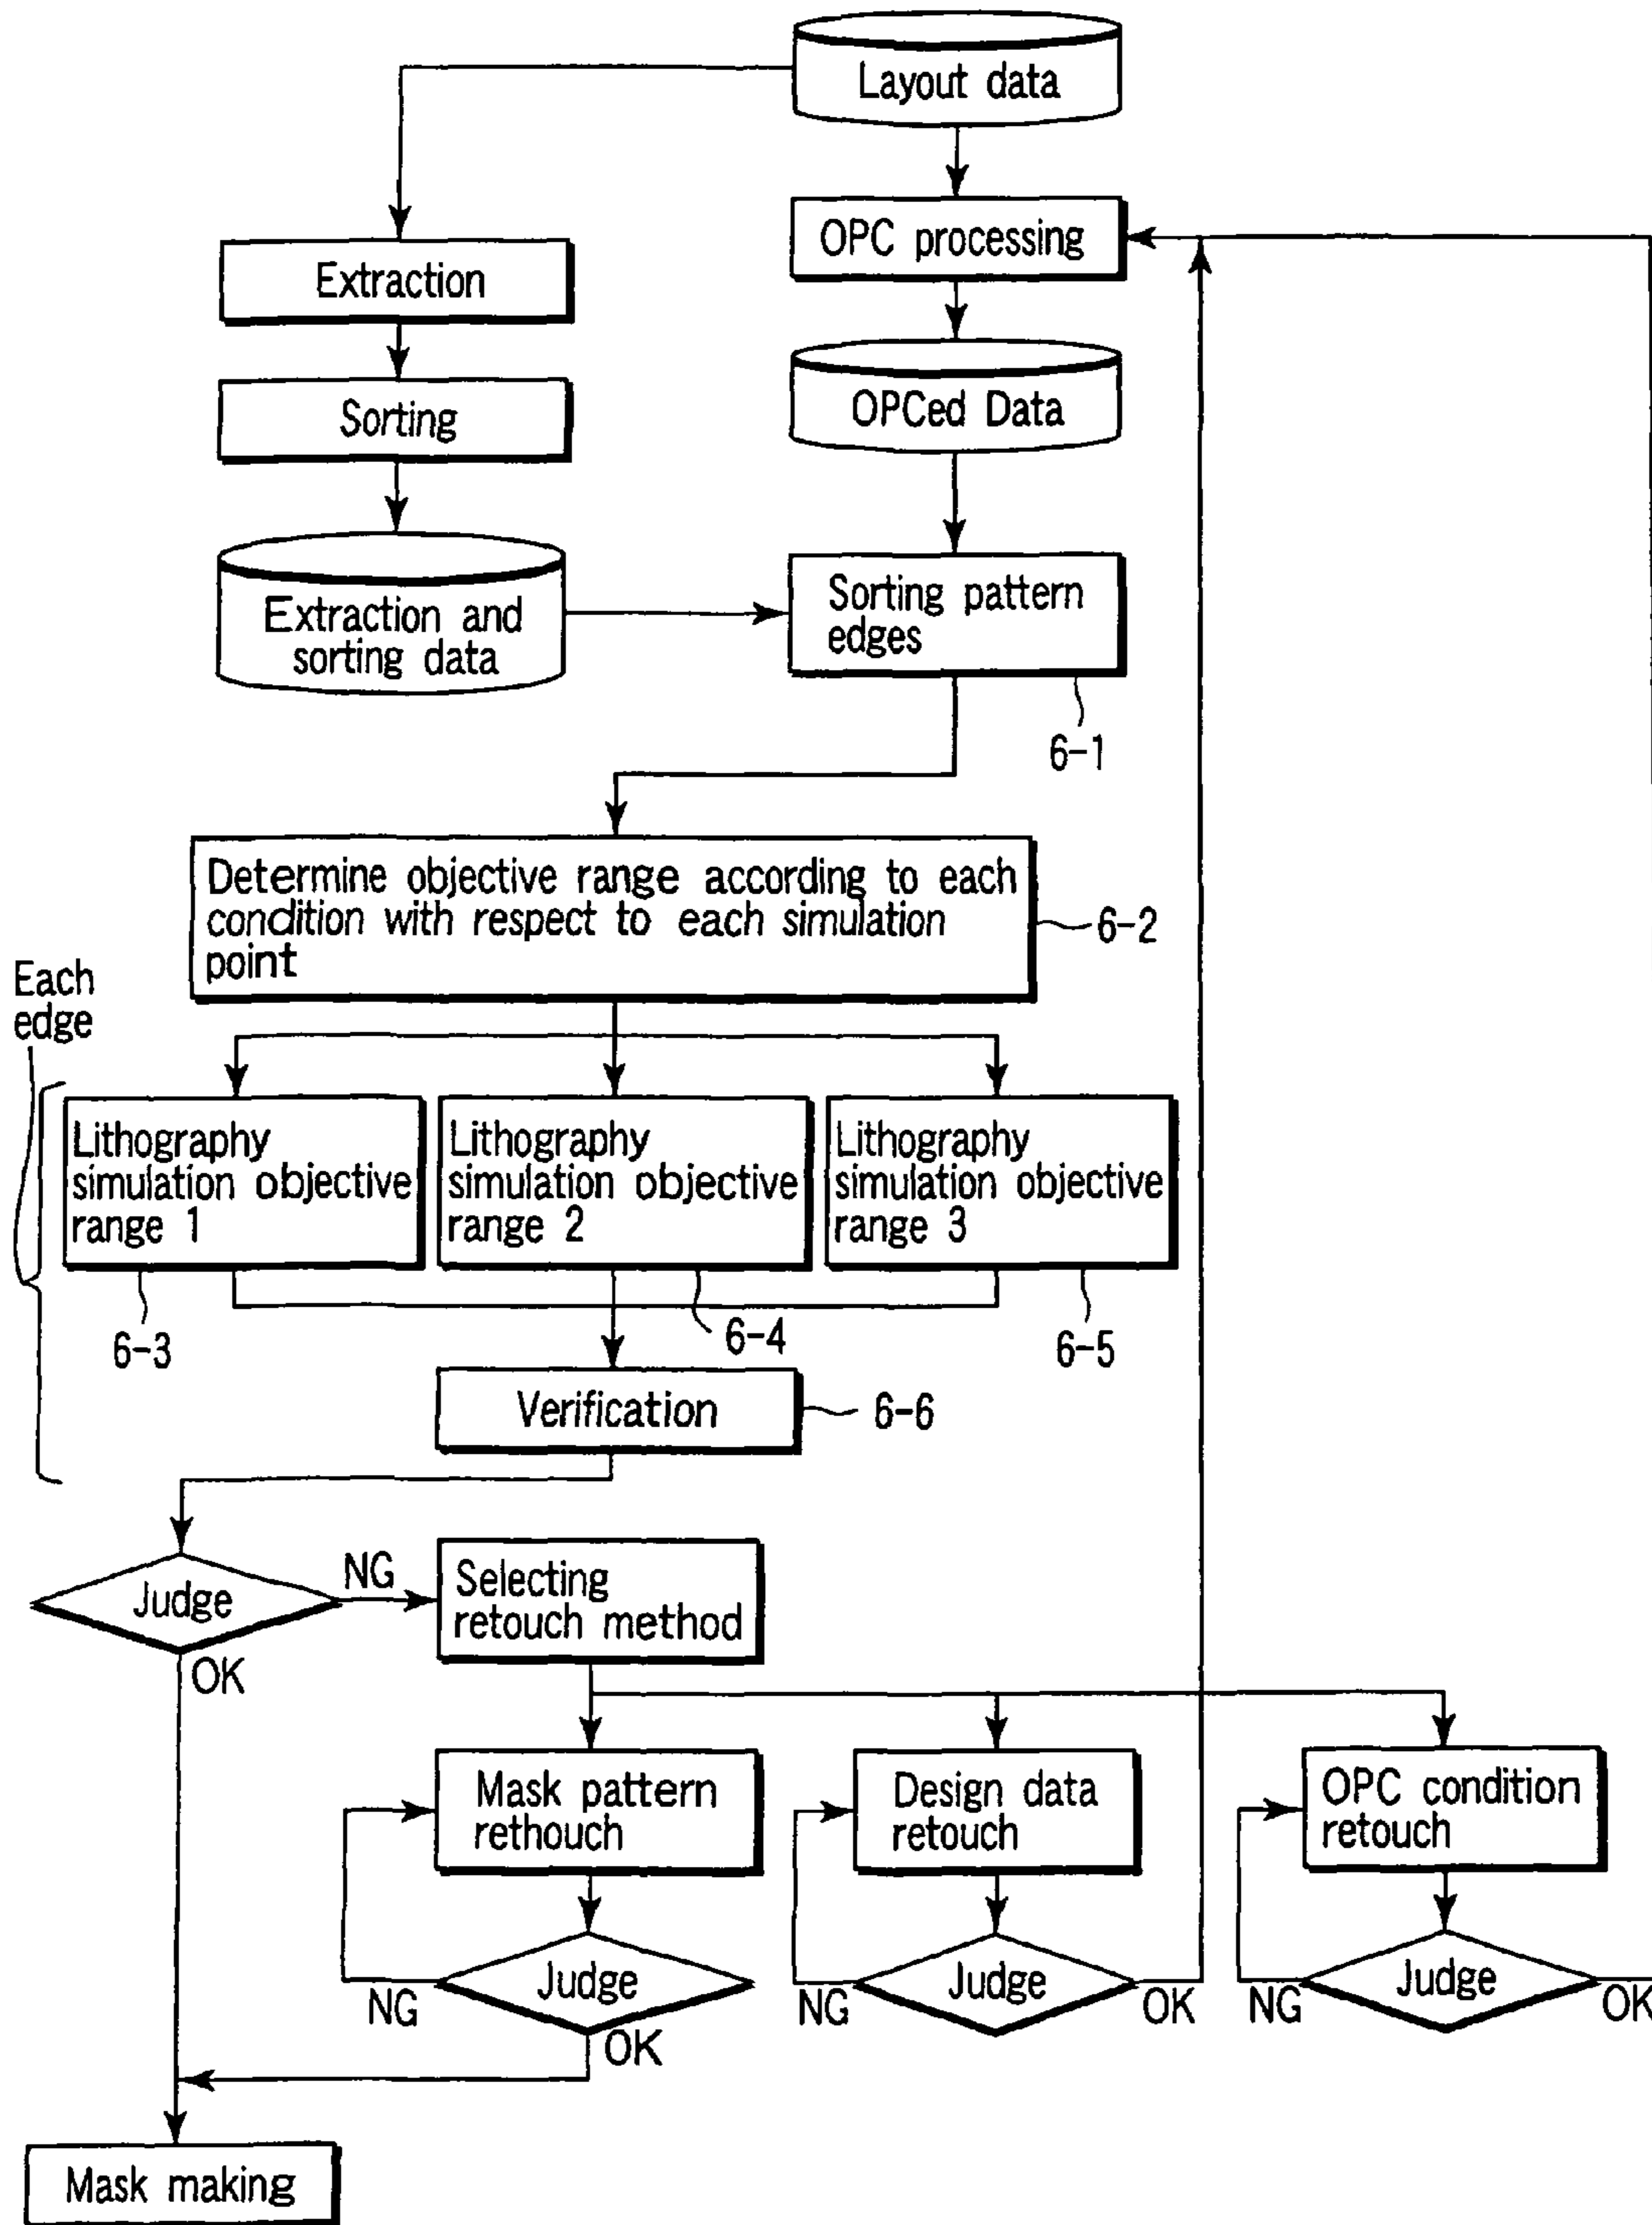 Layout data
OPC processing
Extraction
OPCed Data
Sorting
Extraction and
sorting data
Sorting pattern
edges
6-1
Determine objective range according to each
condition with respect to each simulation
point
6-2
Each
edge
Lithography
simulation objective
range 1
Lithography
simulation objective
range 2
Lithography
simulation objective
range 3
6-3
6-4
6-5
Verification
6-6
Judge
NG
OK
Selecting
retouch method
Mask pattern
rethouch
Design data
retouch
OPC condition
retouch
Judge
NG
OK
Judge
NG
OK
Judge
NG
OK
Mask making